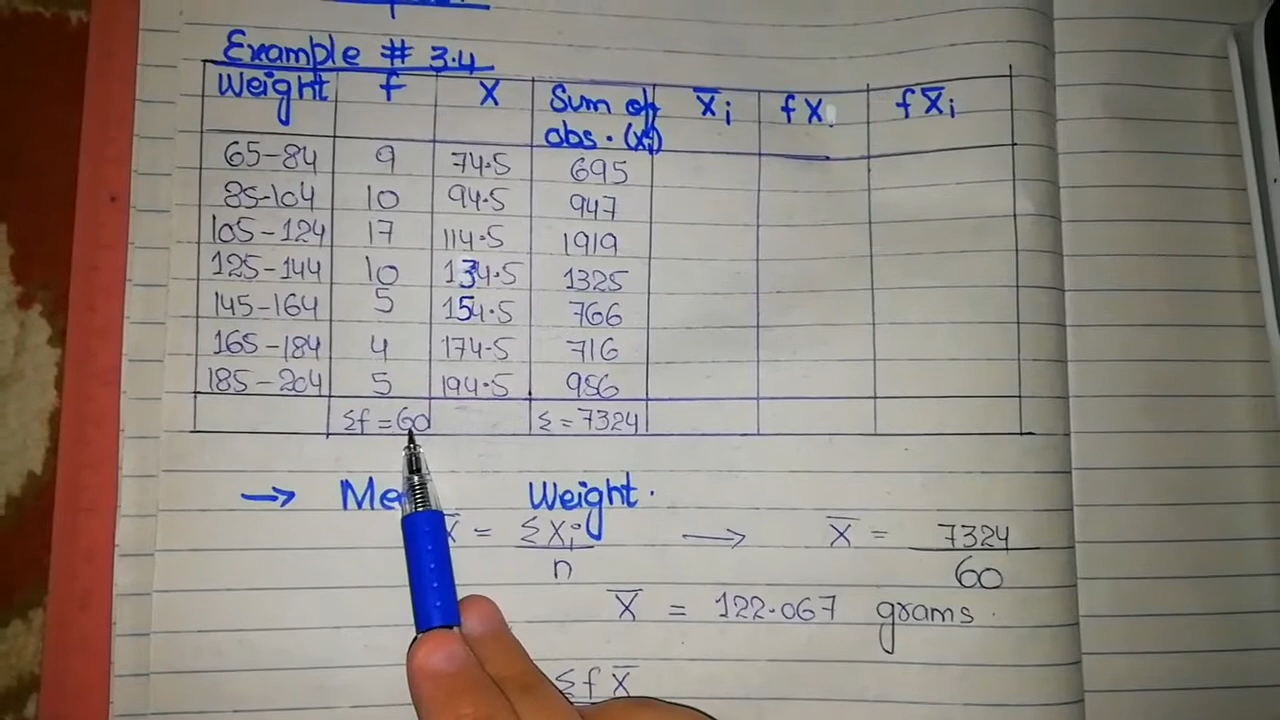 Example # 3.4
Weight f X Sum of obs. (xi) X̄i fX f X̄i
65-84 9 74.5 695
85-104 10 94.5 947
105-124 17 114.5 1919
125-144 10 134.5 1325
145-164 5 154.5 766
165-184 4 174.5 716
185-204 5 194.5 956
Σf = 60 Σ = 7324
→ Weight.
X̄ = ΣXi / n → X̄ = 7324 / 60
X̄ = 122.067 grams.
Σf X̄